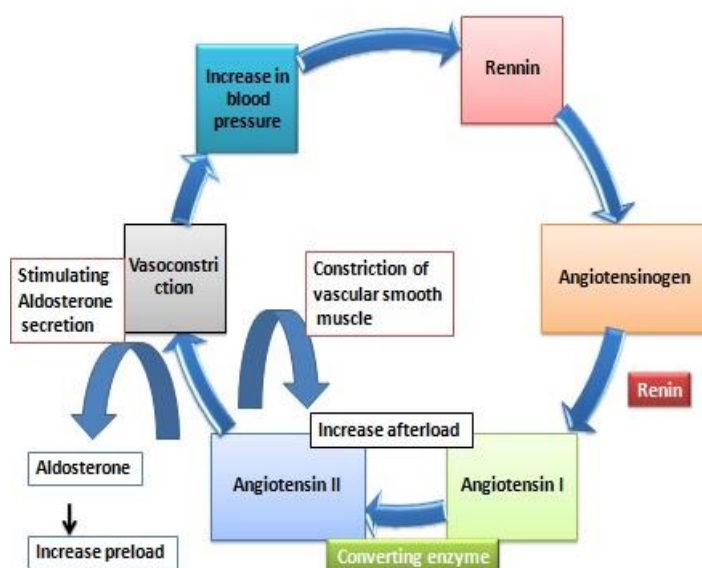 Increase in
blood
pressure
Rennin
Angiotensinogen
Renin
Angiotensin I
Converting enzyme
Angiotensin II
Increase afterload
Constriction of
vascular smooth
muscle
Vasoconstri
ction
Stimulating
Aldosterone
secretion
Aldosterone
Increase preload